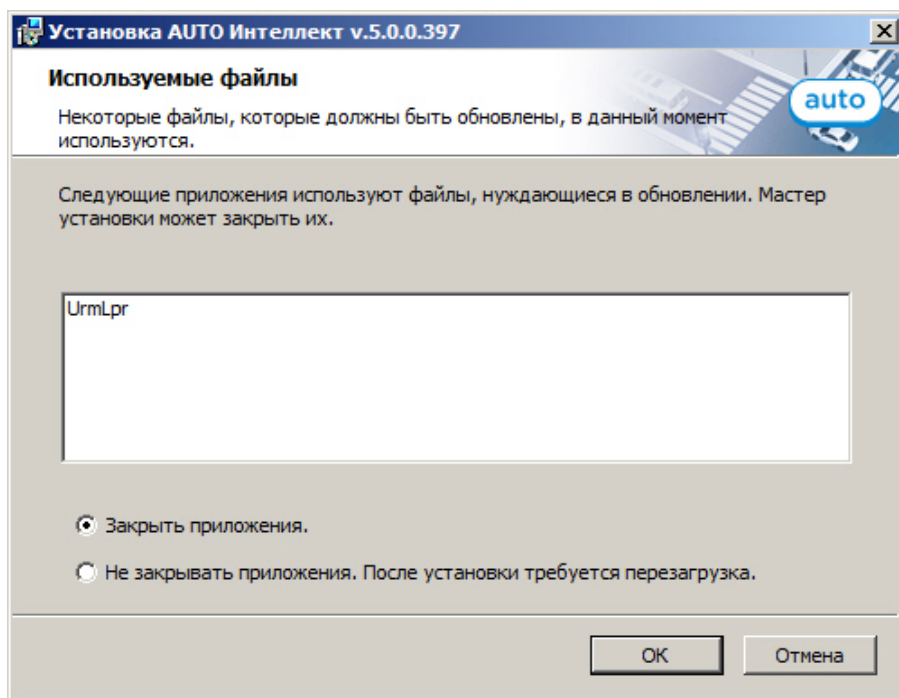 Установка AUTO Интеллект v.5.0.0.397
Используемые файлы
auto
Некоторые файлы, которые должны быть обновлены, в данный момент
используются.
Следующие приложения используют файлы, нуждающиеся в обновлении. Мастер
установки может закрыть их.
UrmLpr
Закрыть приложения.
Не закрывать приложения. После установки требуется перезагрузка.
ОК
Отмена